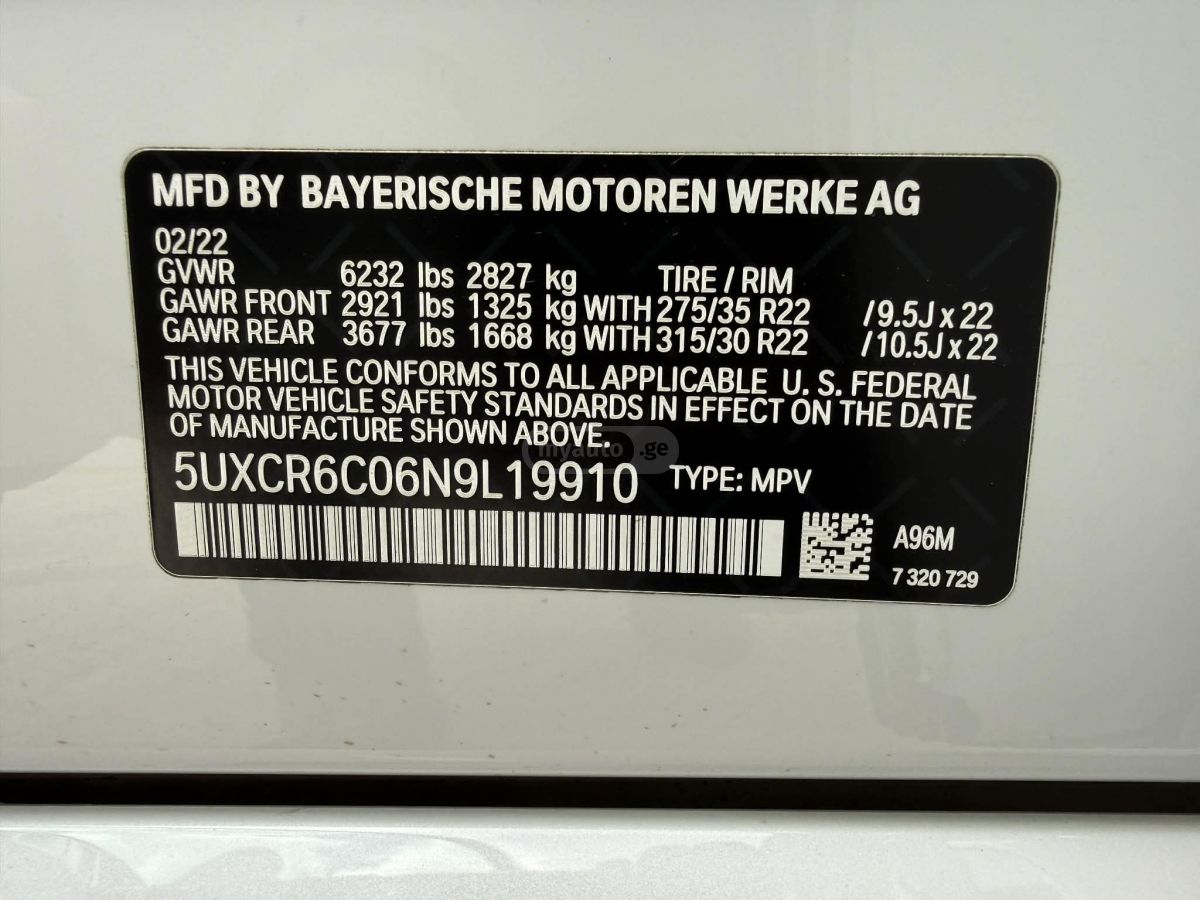 MFD BY BAYERISCHE MOTOREN WERKE AG
02/22
GVWR 6232 lbs 2827 kg TIRE / RIM
GAWR FRONT 2921 lbs 1325 kg WITH 275/35 R22 /9.5J x 22
GAWR REAR 3677 lbs 1668 kg WITH 315/30 R22 /10.5J x 22
THIS VEHICLE CONFORMS TO ALL APPLICABLE U. S. FEDERAL
MOTOR VEHICLE SAFETY STANDARDS IN EFFECT ON THE DATE
OF MANUFACTURE SHOWN ABOVE.
myauto.ge
5UXCR6C06N9L19910 TYPE: MPV
A96M
7 320 729